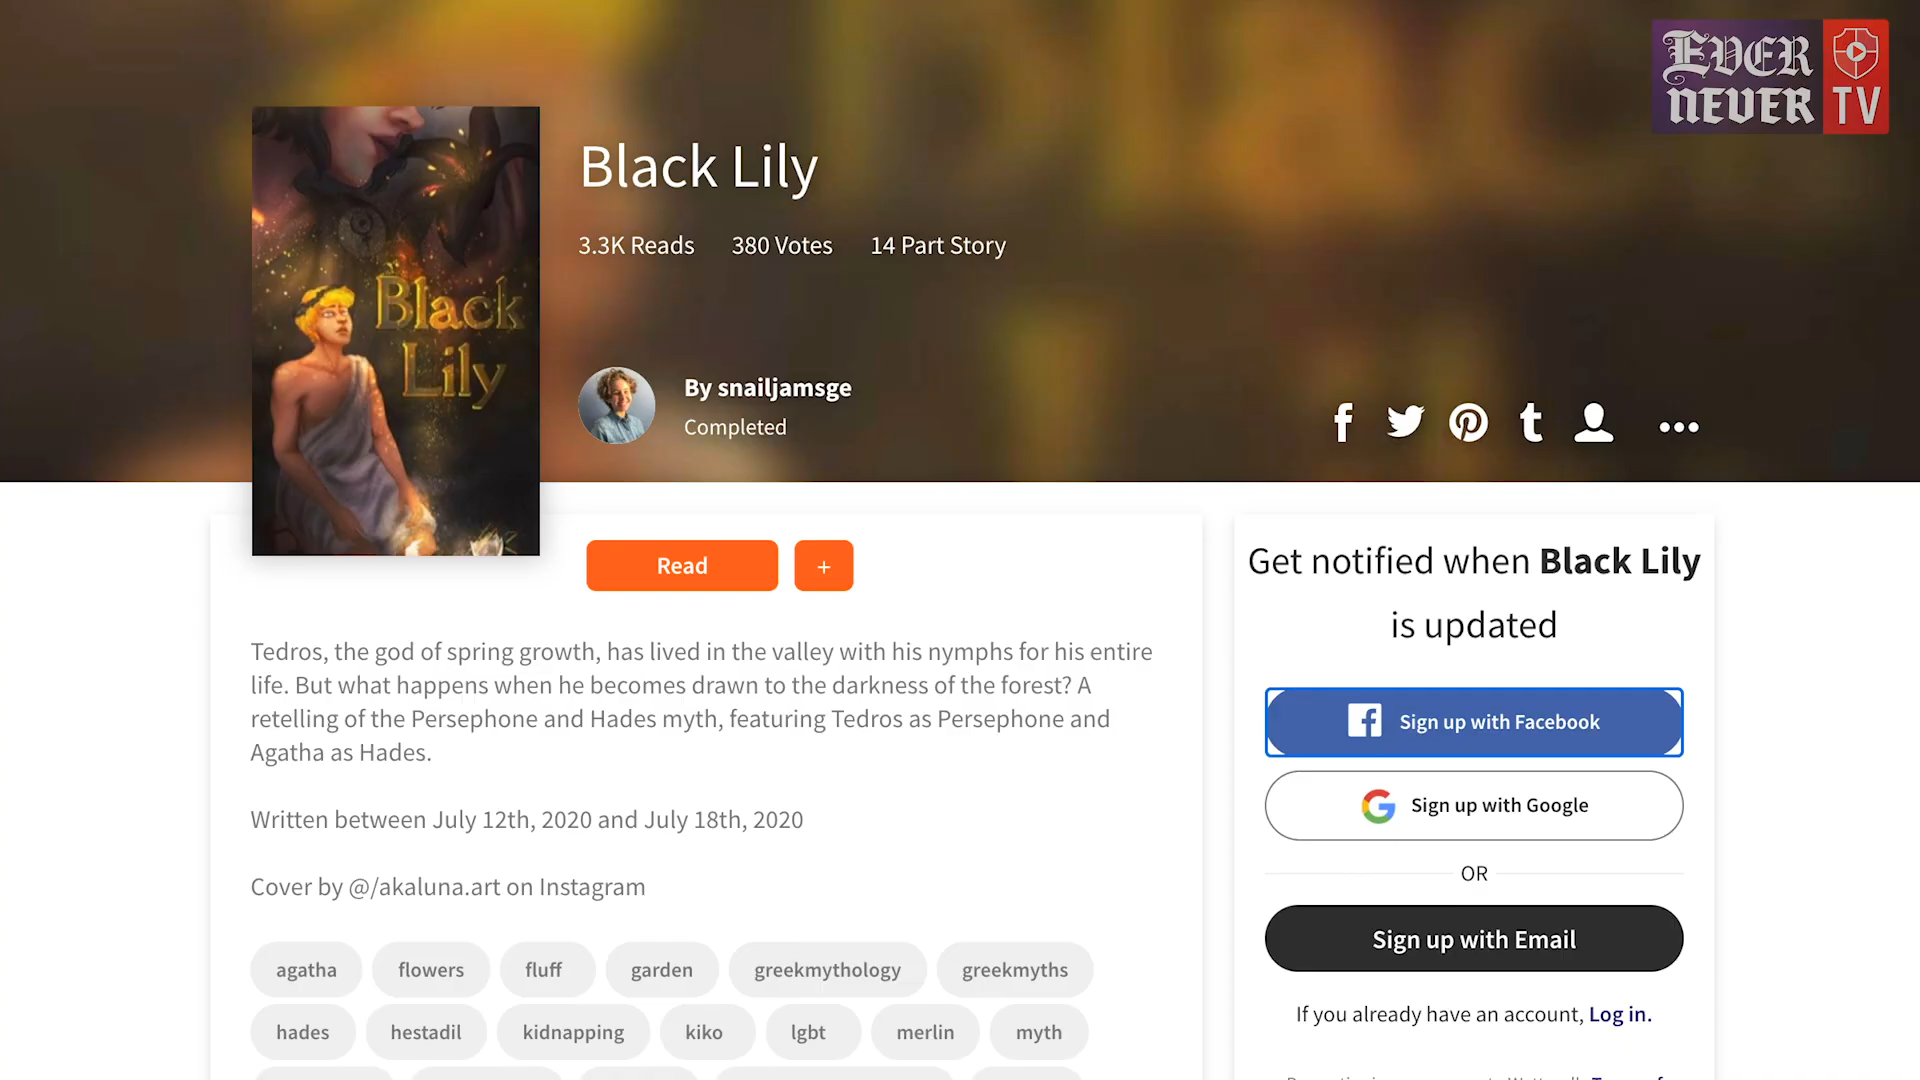 EVER
NEVER
TV
Black Lily
3.3K Reads
380 Votes
14 Part Story
Black
Lily
By snailjamsge
Completed
Read
+
Get notified when Black Lily
is updated
Tedros, the god of spring growth, has lived in the valley with his nymphs for his entire
life. But what happens when he becomes drawn to the darkness of the forest? A
retelling of the Persephone and Hades myth, featuring Tedros as Persephone and
Agatha as Hades.
Written between July 12th, 2020 and July 18th, 2020
Cover by @/akaluna.art on Instagram
agatha
flowers
fluff
garden
greekmythology
greekmyths
hades
hestadil
kidnapping
kiko
lgbt
merlin
myth
Sign up with Facebook
Sign up with Google
OR
Sign up with Email
If you already have an account, Log in.